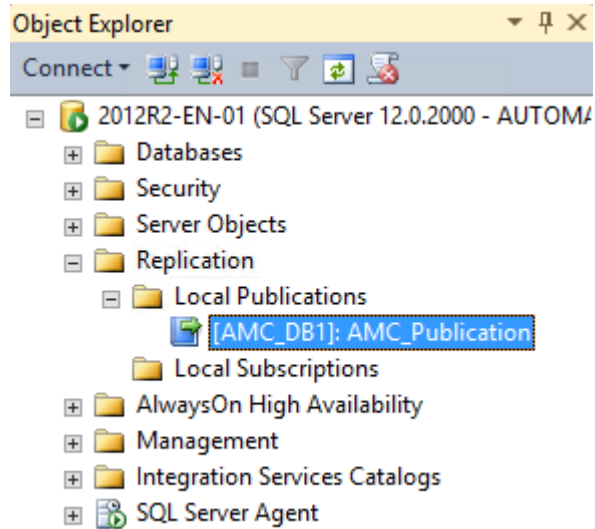 Object Explorer
Connect
2012R2-EN-01 (SQL Server 12.0.2000 - AUTOMA
Databases
Security
Server Objects
Replication
Local Publications
[AMC_DB1]: AMC_Publication
Local Subscriptions
AlwaysOn High Availability
Management
Integration Services Catalogs
SQL Server Agent